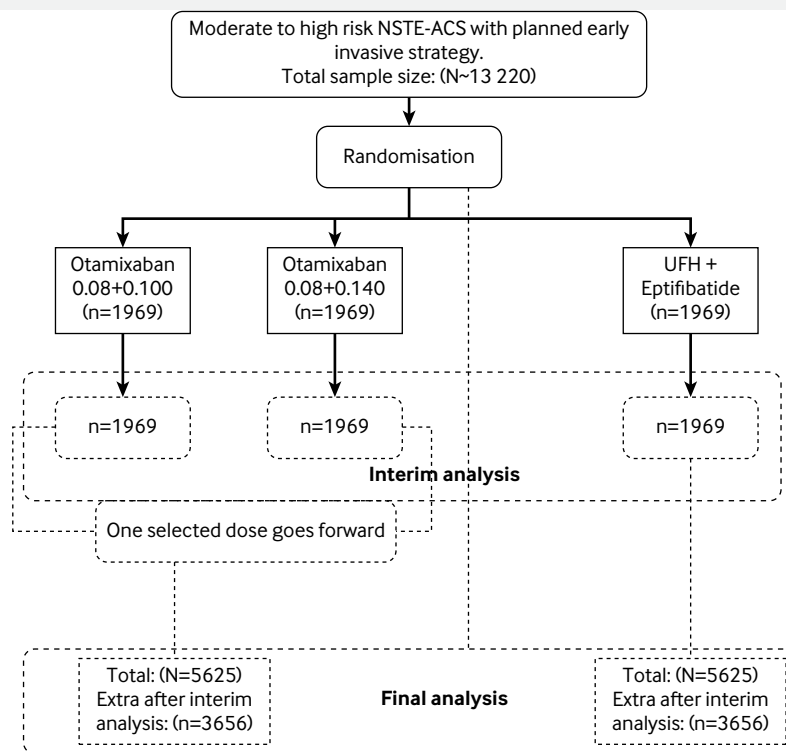 Moderate to high risk NSTE-ACS with planned early
invasive strategy.
Total sample size: (N~13 220)
Randomisation
Otamixaban
0.08+0.100
(n=1969)
Otamixaban
0.08+0.140
(n=1969)
UFH +
Eptifibatide
(n=1969)
n=1969
n=1969
n=1969
Interim analysis
One selected dose goes forward
Total: (N=5625)
Extra after interim
analysis: (n=3656)
Final analysis
Total: (N=5625)
Extra after interim
analysis: (n=3656)